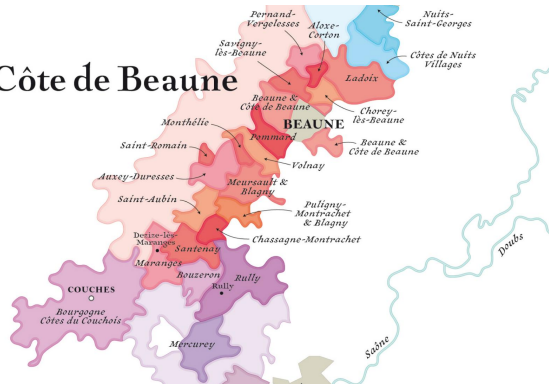 Nuits-
Saint-Georges
Pernand-
Vergelesses
Aloxe-
Corton
Savigny-
lès-Beaune
Côtes de Nuits
Villages
Côte de Beaune
Ladoix
Beaune &
Côte de Beaune
Chorey-
lès-Beaune
Monthélie
BEAUNE
Pommard
Saint-Romain
Beaune &
Côte de Beaune
Volnay
Auxey-Duresses
Meursault &
Blagny
Saint-Aubin
Puligny-
Montrachet
& Blagny
Dezize-lès-
Maranges
Chassagne-Montrachet
Santenay
Maranges
Doubs
Bouzeron
Rully
Rully
COUCHES
Bourgogne
Côtes du Couchois
Mercurey
Saône